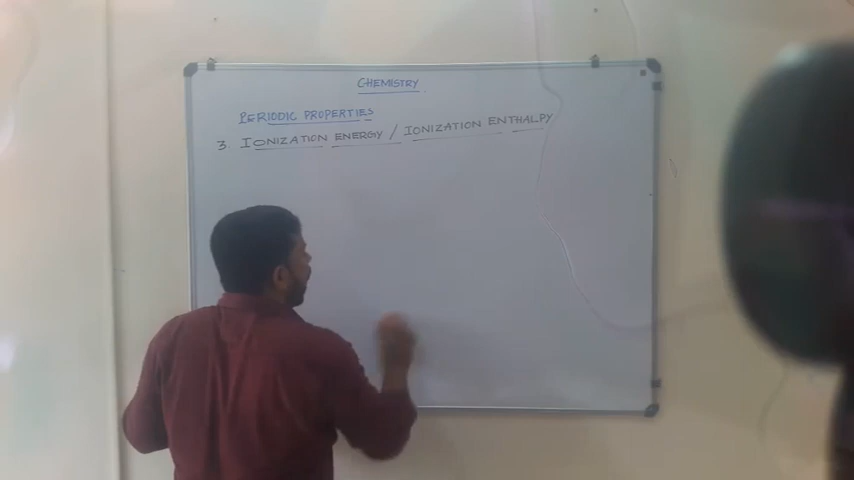 CHEMISTRY
PERIODIC PROPERTIES
3. IONIZATION ENERGY / IONIZATION ENTHALPY